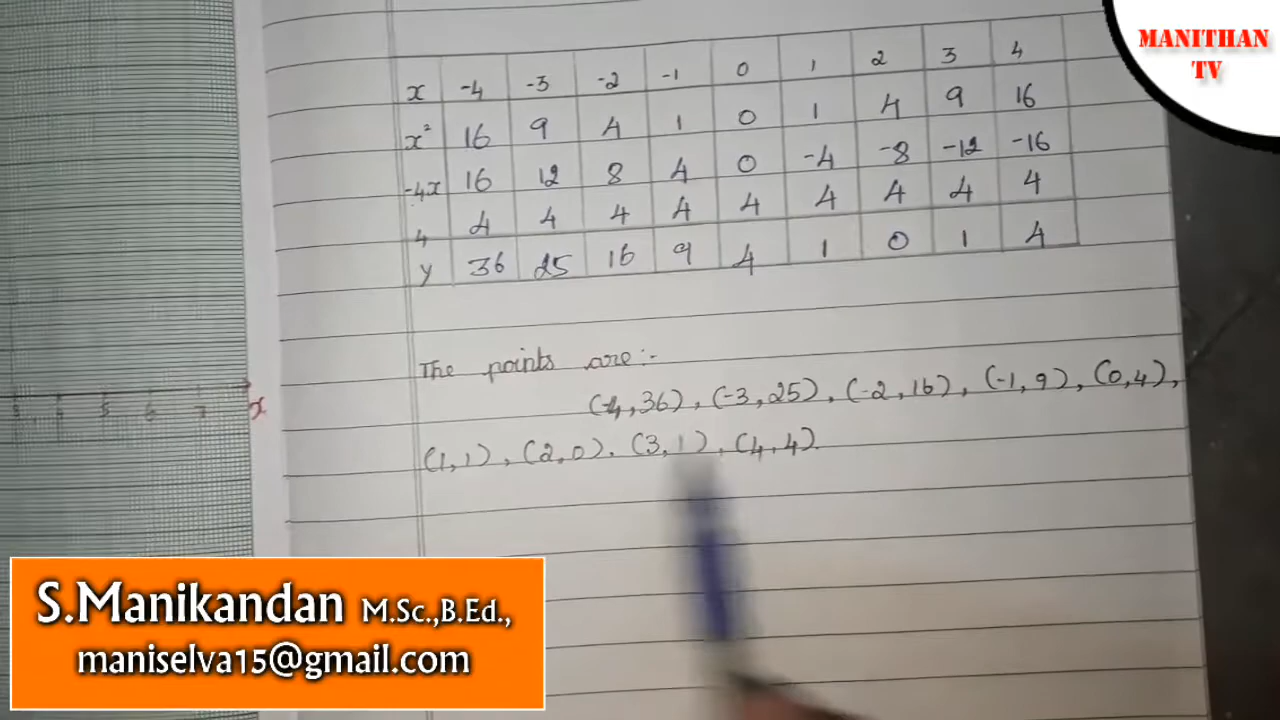 MANITHAN
TV
x -4 -3 -2 -1 0 1 2 3 4
x² 16 9 4 1 0 1 4 9 16
-4x 16 12 8 4 0 -4 -8 -12 -16
4 4 4 4 4 4 4 4 4 4
y 36 25 16 9 4 1 0 1 4
The points are:-
(-4,36), (-3,25), (-2,16), (-1,9), (0,4),
(1,1), (2,0), (3,1), (4,4).
x
S.Manikandan M.Sc.,B.Ed.,
maniselva15@gmail.com